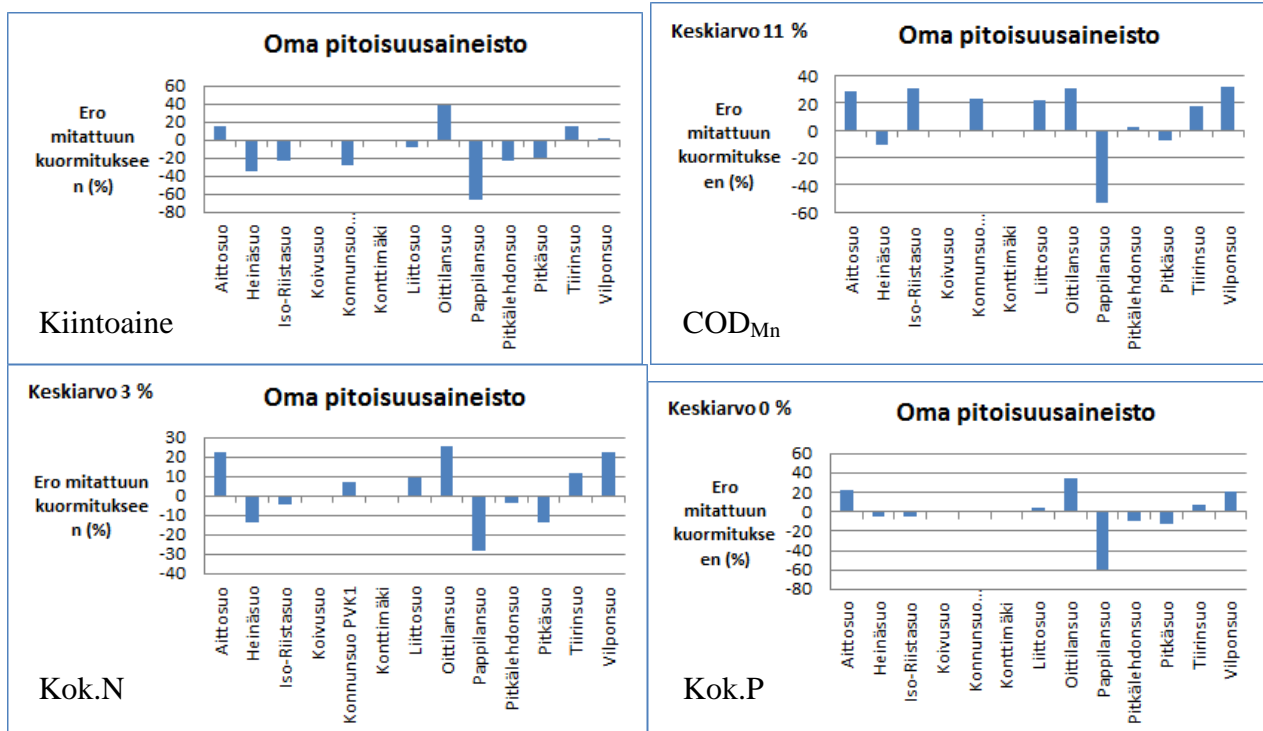 Oma pitoisuusaineisto
Ero
mitattuun
kuormituksee
n (%)
60
40
20
0
-20
-40
-60
-80
Aittosuo
Heinäsuo
Iso-Riistasuo
Koivusuo
Konnunsuo...
Konttimäki
Liittosuo
Oittilansuo
Pappilansuo
Pitkälehdonsuo
Pitkäsuo
Tiirinsuo
Vilponsuo
Kiintoaine
Keskiarvo 11 %
Oma pitoisuusaineisto
Ero
mitattuun
kuormitukse
en (%)
40
20
0
-20
-40
-60
Aittosuo
Heinäsuo
Iso-Riistasuo
Koivusuo
Konnunsuo...
Konttimäki
Liittosuo
Oittilansuo
Pappilansuo
Pitkälehdonsuo
Pitkäsuo
Tiirinsuo
Vilponsuo
CODMn
Keskiarvo 3 %
Oma pitoisuusaineisto
Ero mitattuun
kuormituksee
n (%)
30
20
10
0
-10
-20
-30
-40
Aittosuo
Heinäsuo
Iso-Riistasuo
Koivusuo
Konnunsuo PVK1
Konttimäki
Liittosuo
Oittilansuo
Pappilansuo
Pitkälehdonsuo
Pitkäsuo
Tiirinsuo
Vilponsuo
Kok.N
Keskiarvo 0 %
Oma pitoisuusaineisto
Ero
mitattuun
kuormitukse
en (%)
60
40
20
0
-20
-40
-60
-80
Aittosuo
Heinäsuo
Iso-Riistasuo
Koivusuo
Konnunsuo...
Konttimäki
Liittosuo
Oittilansuo
Pappilansuo
Pitkälehdonsuo
Pitkäsuo
Tiirinsuo
Vilponsuo
Kok.P